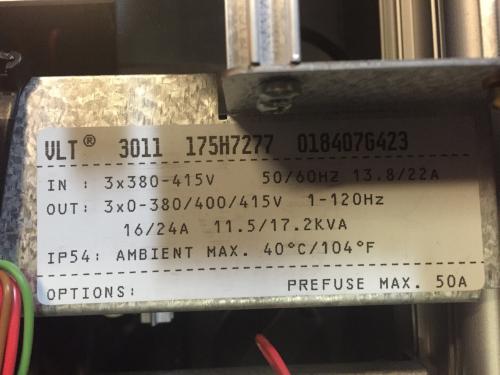 VLT® 3011 175H7277 018407G423
IN : 3x380-415V 50/60Hz 13.8/22A
OUT: 3x0-380/400/415V 1-120Hz
16/24A 11.5/17.2KVA
IP54: AMBIENT MAX. 40°C/104°F
OPTIONS: PREFUSE MAX. 50A